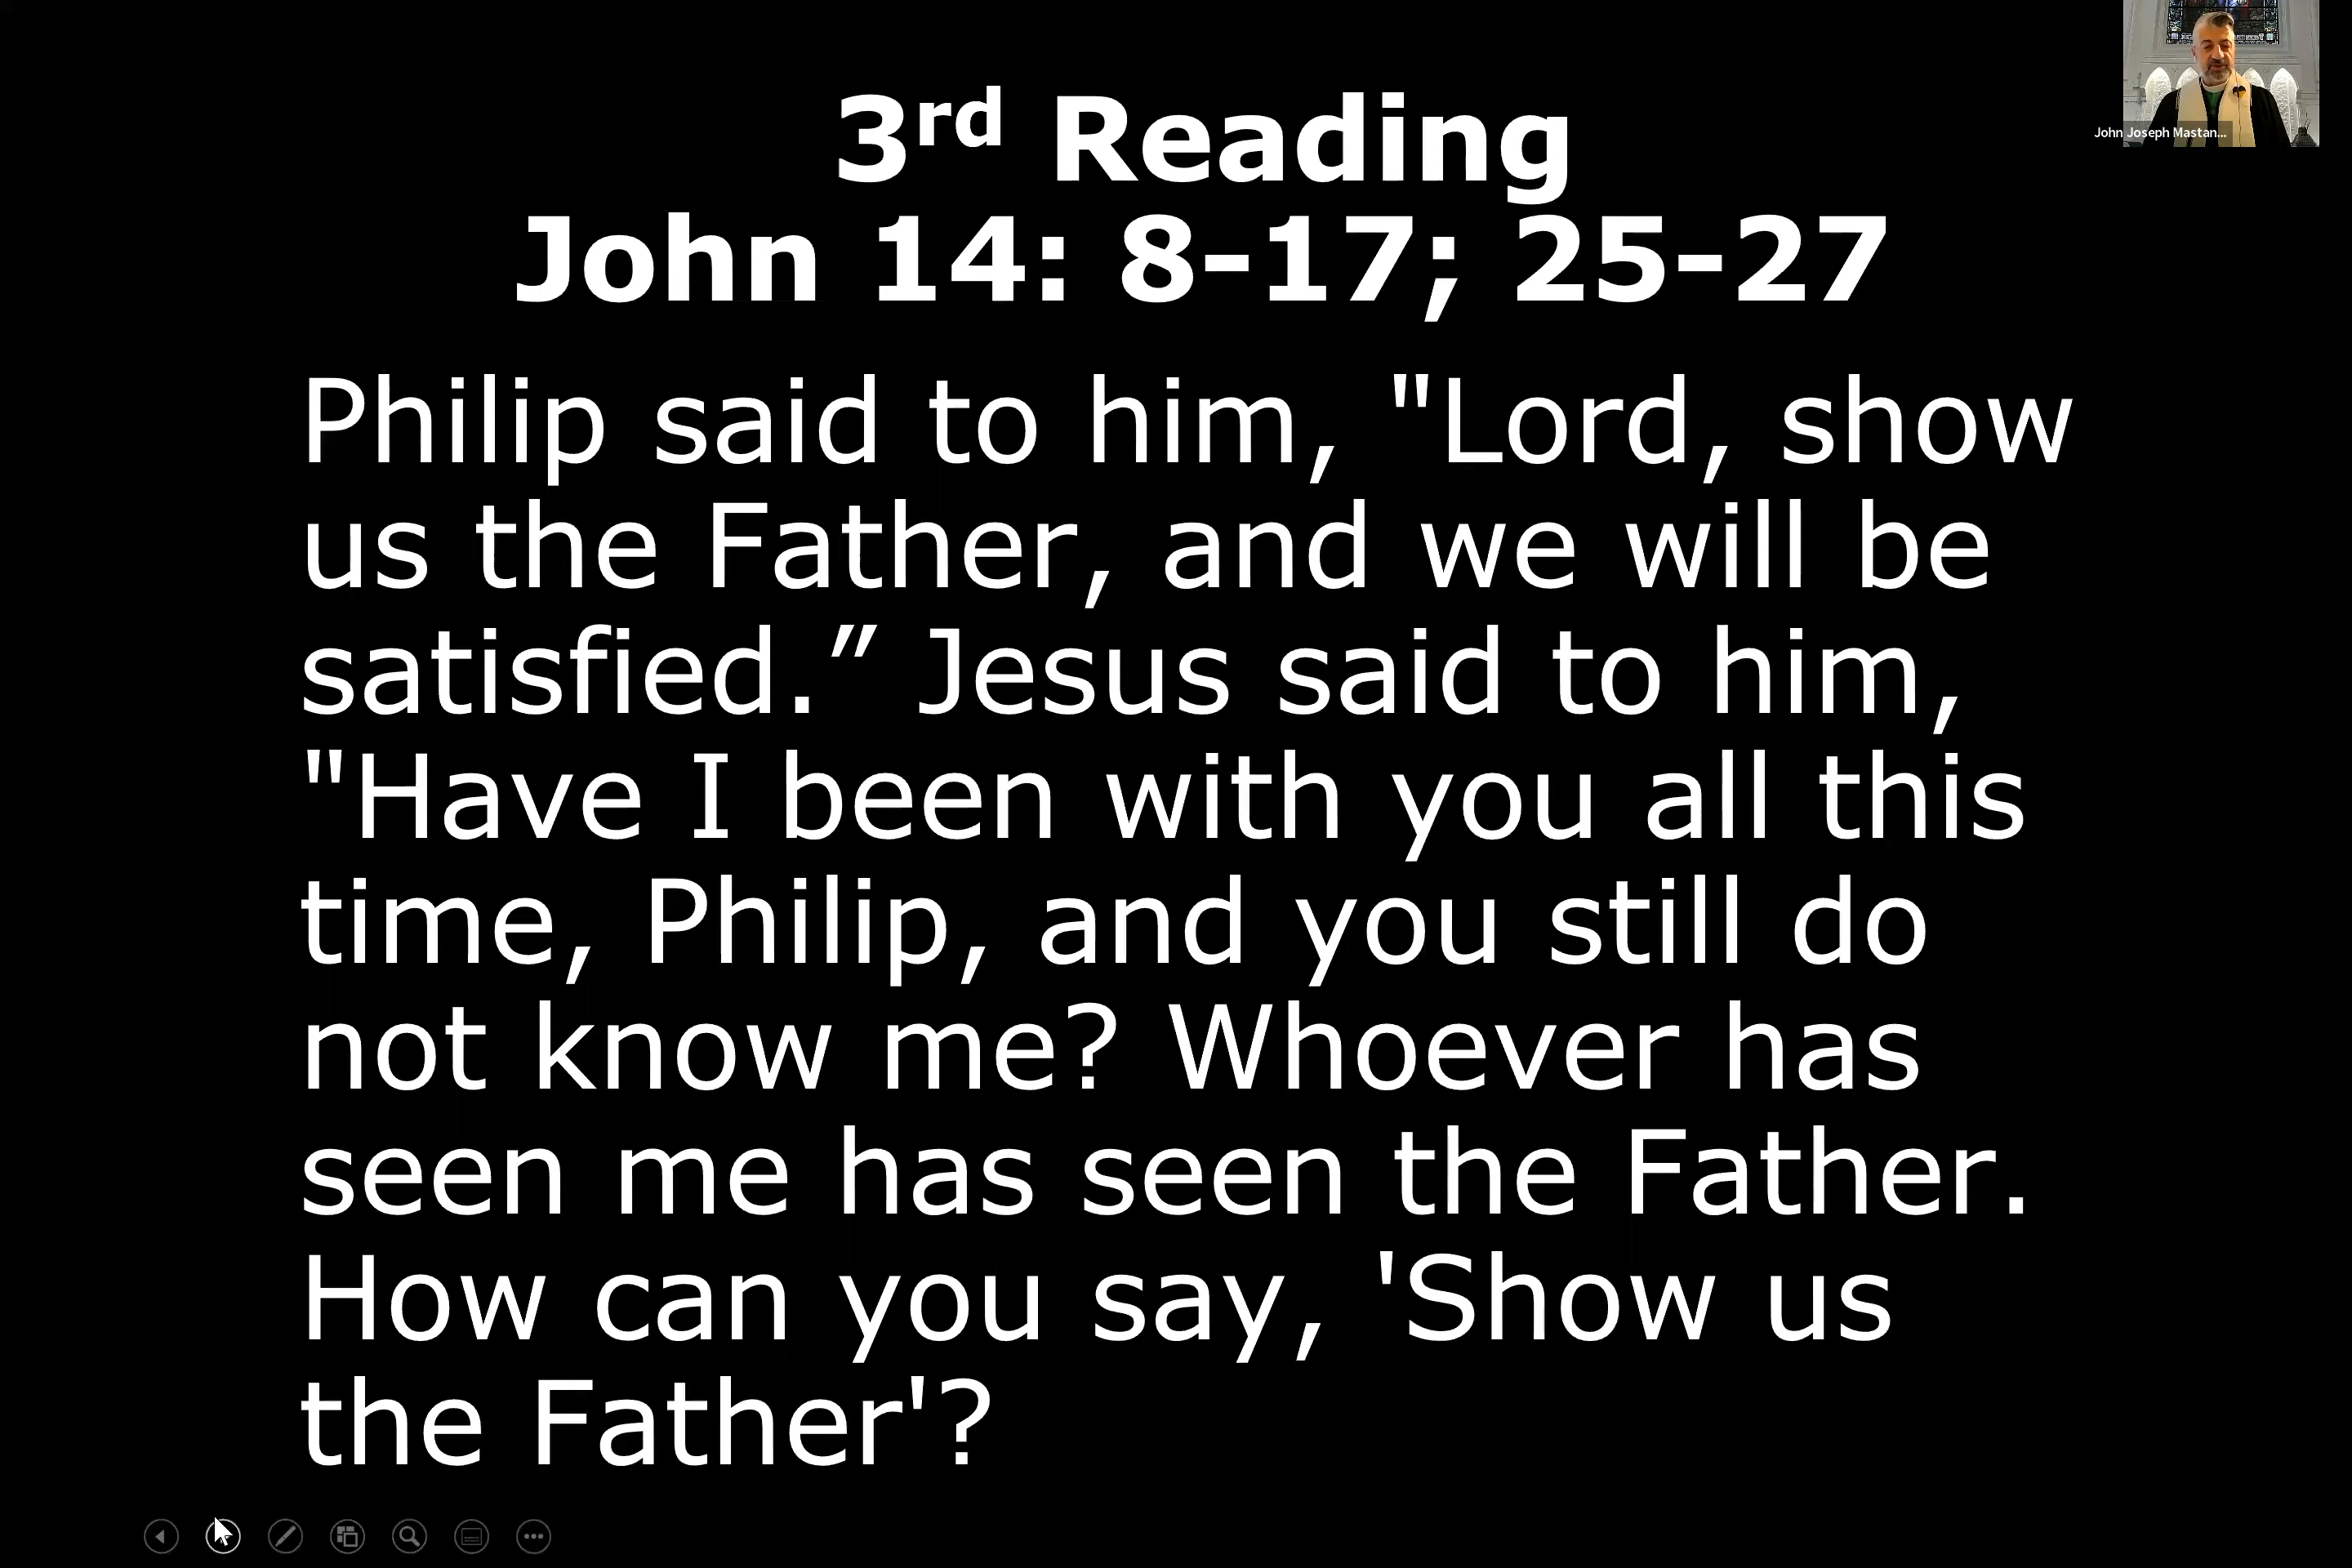 3rd Reading
John 14: 8-17; 25-27
Philip said to him, "Lord, show
us the Father, and we will be
satisfied.” Jesus said to him,
"Have I been with you all this
time, Philip, and you still do
not know me? Whoever has
seen me has seen the Father.
How can you say, 'Show us
the Father'?
John Joseph Mastan...